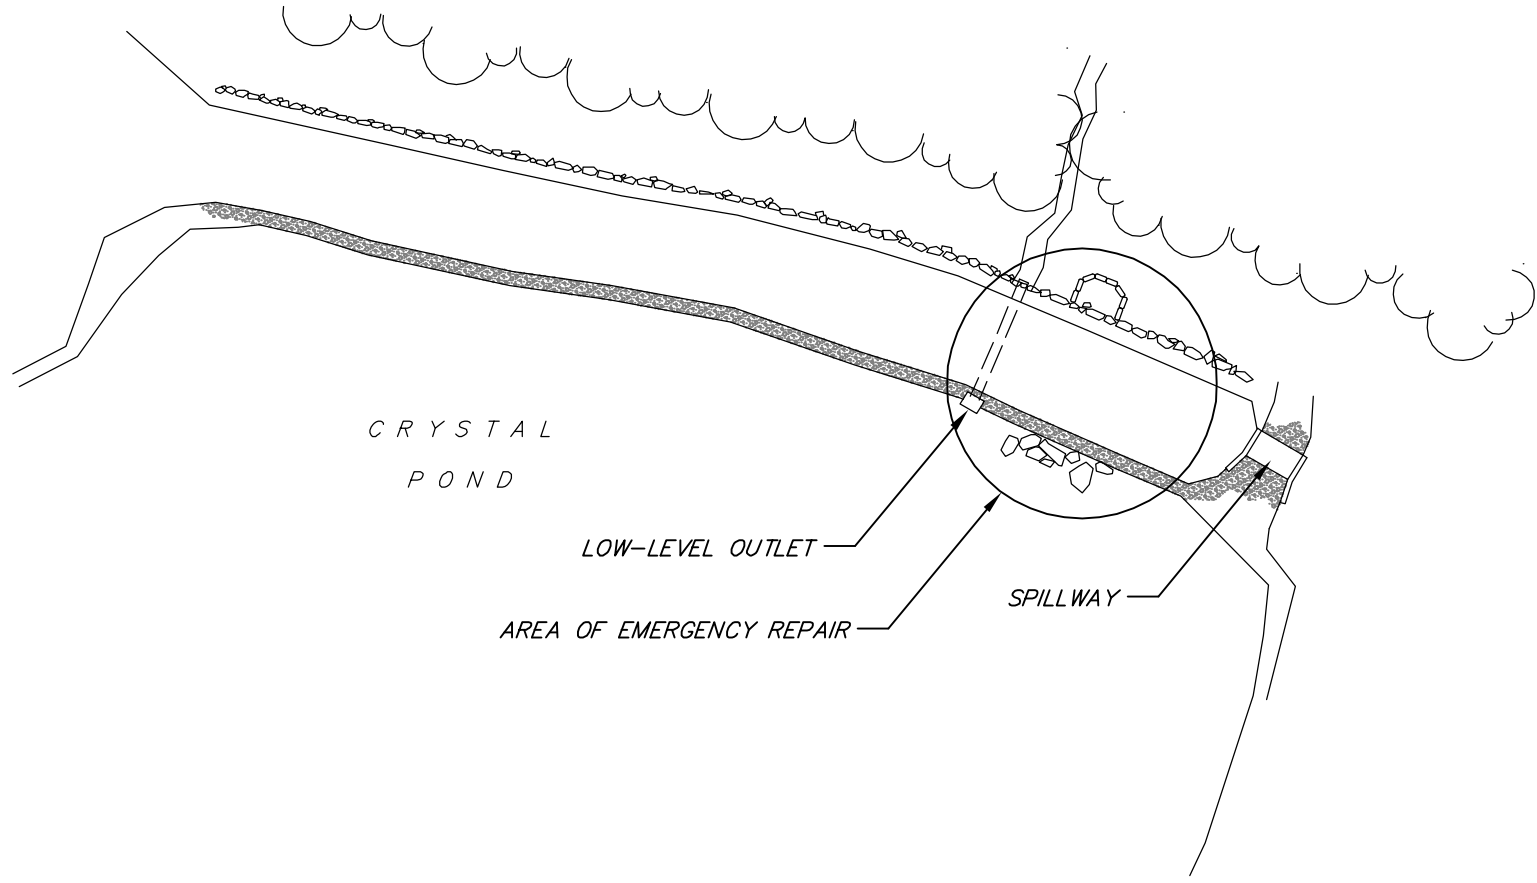 CRYSTAL
POND
LOW-LEVEL OUTLET
SPILLWAY
AREA OF EMERGENCY REPAIR